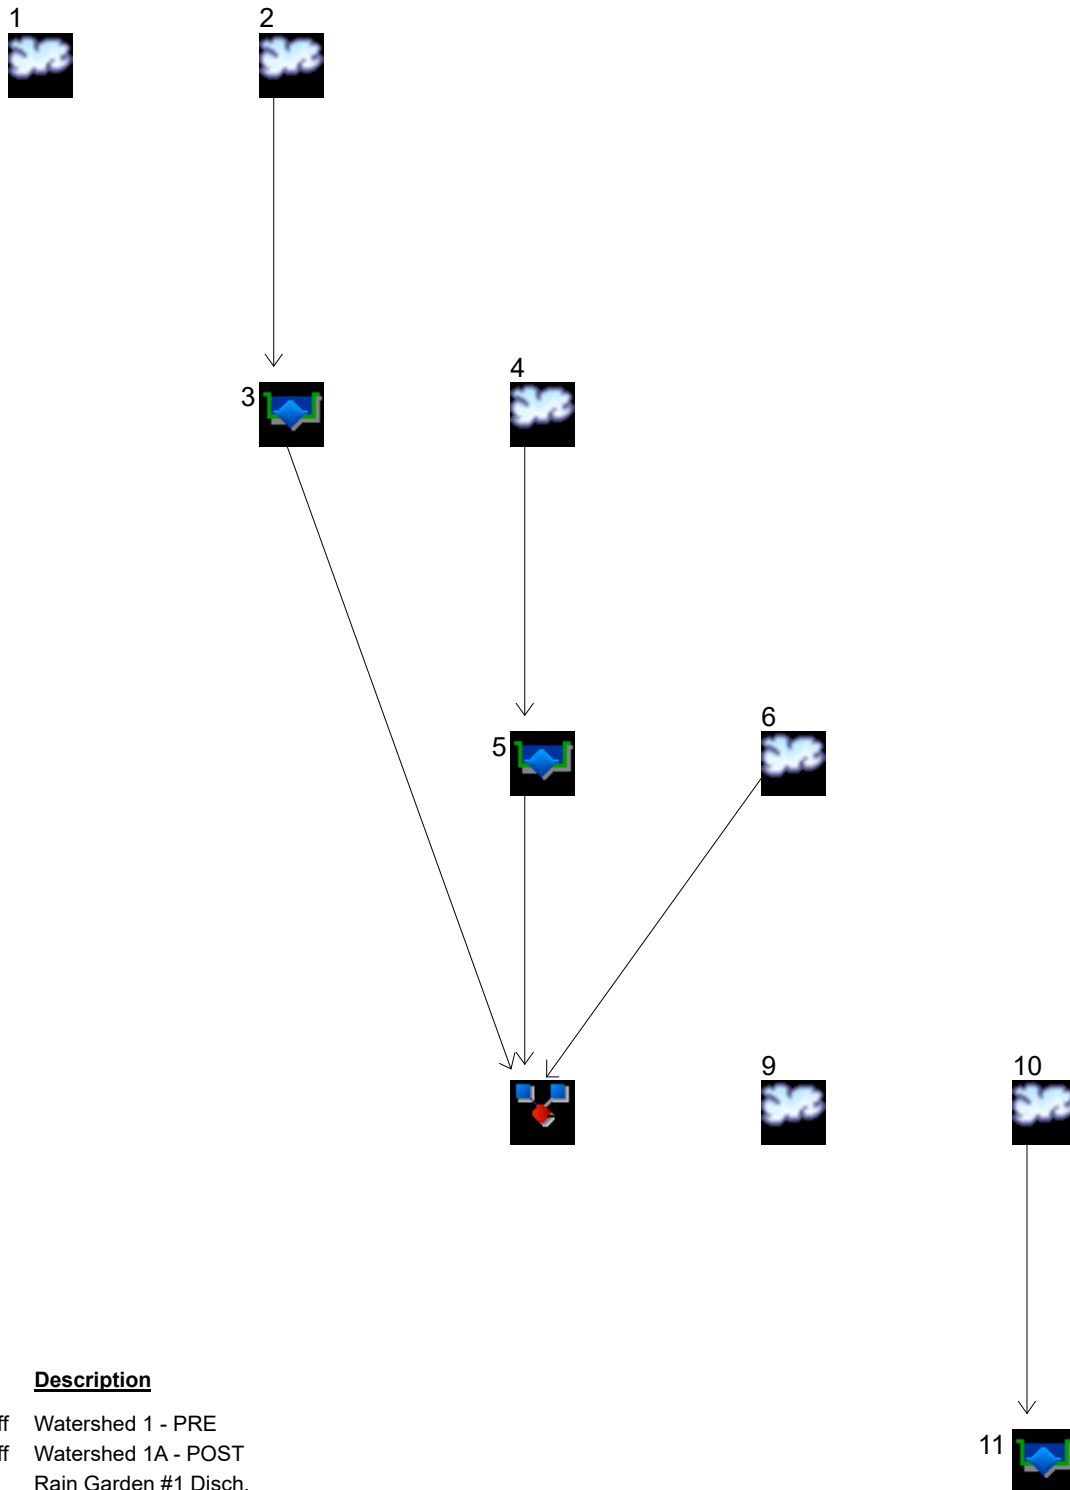 1
2
3
4
5
6
9
10
11
Description
ff Watershed 1 - PRE
ff Watershed 1A - POST
Rain Garden #1 Disch.